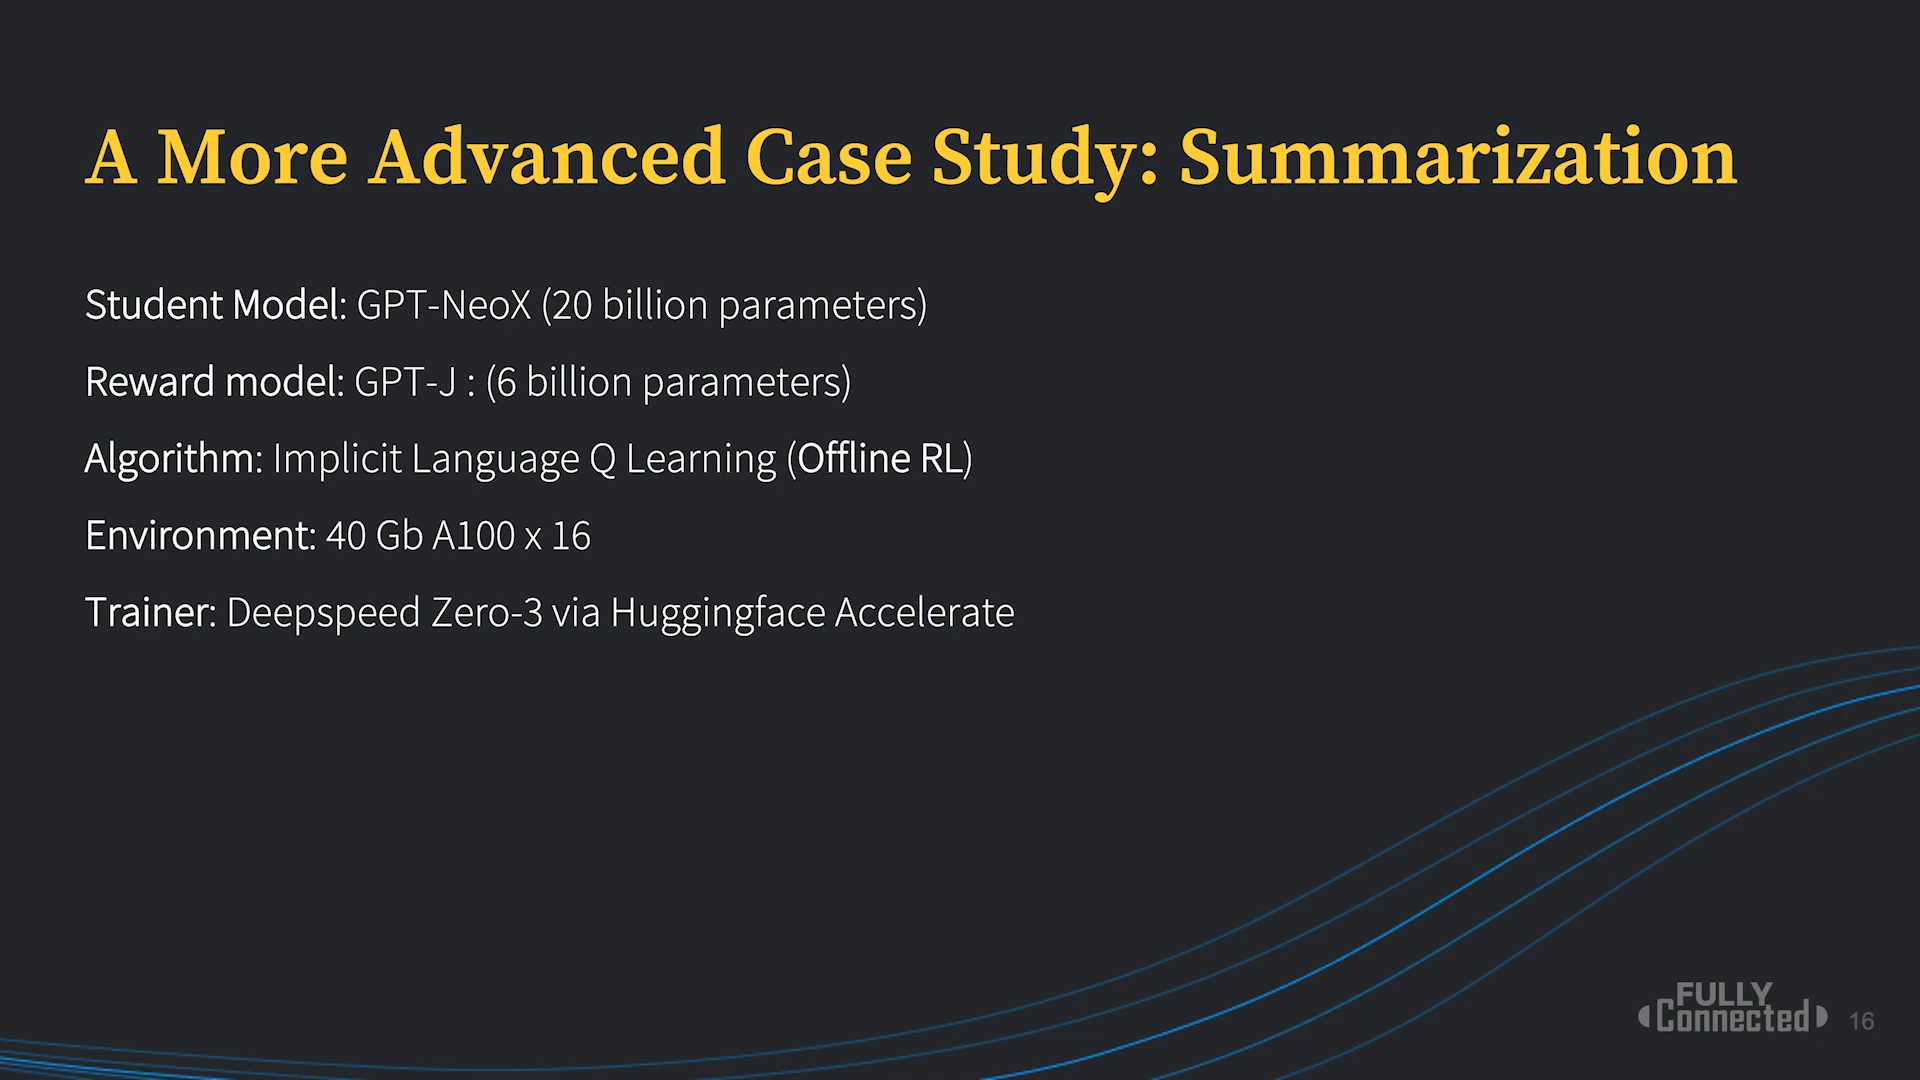 A More Advanced Case Study: Summarization
Student Model: GPT-NeoX (20 billion parameters)
Reward model: GPT-J : (6 billion parameters)
Algorithm: Implicit Language Q Learning (Offline RL)
Environment: 40 Gb A100 x 16
Trainer: Deepspeed Zero-3 via Huggingface Accelerate
FULLY
Connected
16